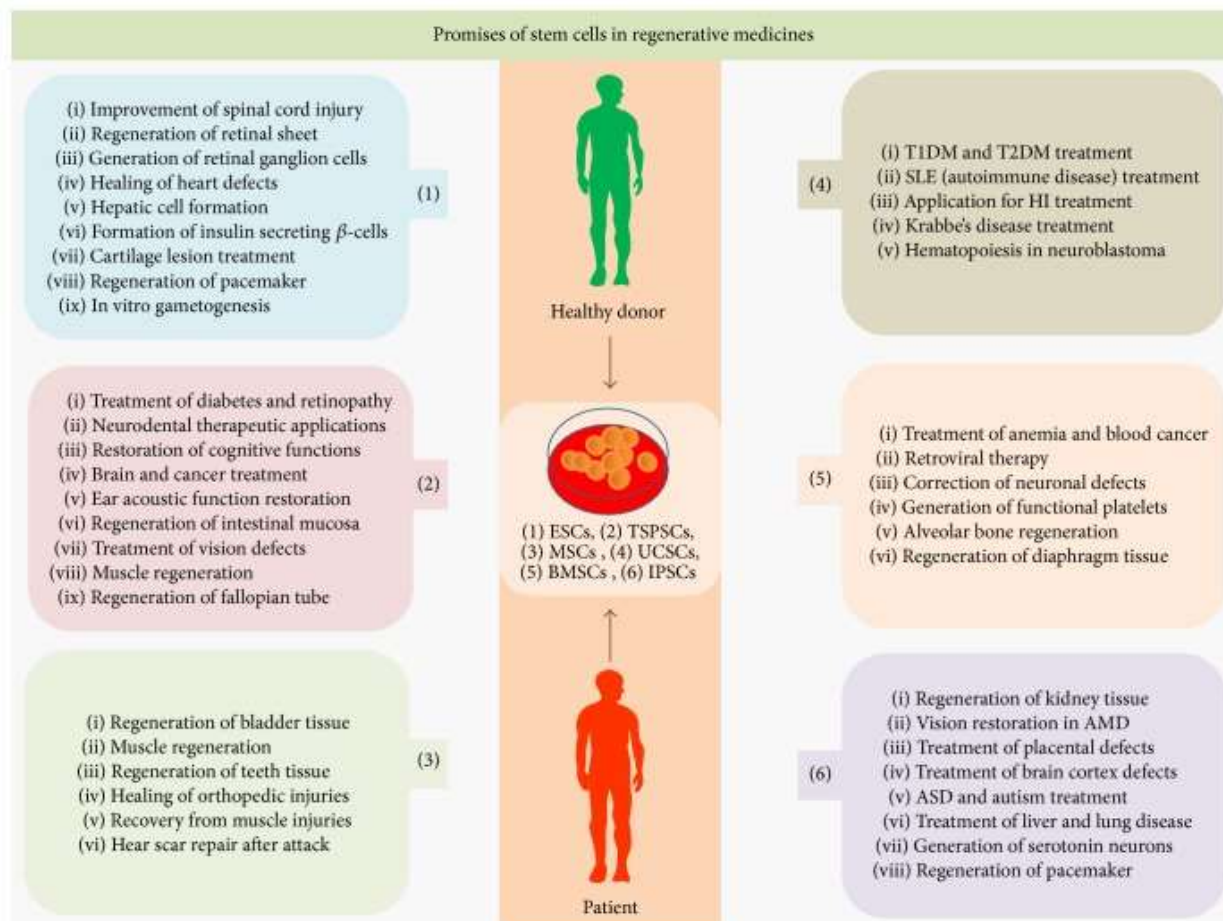 Promises of stem cells in regenerative medicines
(i) Improvement of spinal cord injury
(ii) Regeneration of retinal sheet
(iii) Generation of retinal ganglion cells
(iv) Healing of heart defects
(v) Hepatic cell formation
(vi) Formation of insulin secreting β-cells
(vii) Cartilage lesion treatment
(viii) Regeneration of pacemaker
(ix) In vitro gametogenesis
(1)
(i) Treatment of diabetes and retinopathy
(ii) Neurodental therapeutic applications
(iii) Restoration of cognitive functions
(iv) Brain and cancer treatment
(v) Ear acoustic function restoration
(vi) Regeneration of intestinal mucosa
(vii) Treatment of vision defects
(viii) Muscle regeneration
(ix) Regeneration of fallopian tube
(2)
(i) Regeneration of bladder tissue
(ii) Muscle regeneration
(iii) Regeneration of teeth tissue
(iv) Healing of orthopedic injuries
(v) Recovery from muscle injuries
(vi) Hear scar repair after attack
(3)
Healthy donor
(1) ESCs, (2) TSPSCs,
(3) MSCs , (4) UCSCs,
(5) BMSCs , (6) IPSCs
Patient
(4)
(i) T1DM and T2DM treatment
(ii) SLE (autoimmune disease) treatment
(iii) Application for HI treatment
(iv) Krabbe's disease treatment
(v) Hematopoiesis in neuroblastoma
(5)
(i) Treatment of anemia and blood cancer
(ii) Retroviral therapy
(iii) Correction of neuronal defects
(iv) Generation of functional platelets
(v) Alveolar bone regeneration
(vi) Regeneration of diaphragm tissue
(6)
(i) Regeneration of kidney tissue
(ii) Vision restoration in AMD
(iii) Treatment of placental defects
(iv) Treatment of brain cortex defects
(v) ASD and autism treatment
(vi) Treatment of liver and lung disease
(vii) Generation of serotonin neurons
(viii) Regeneration of pacemaker